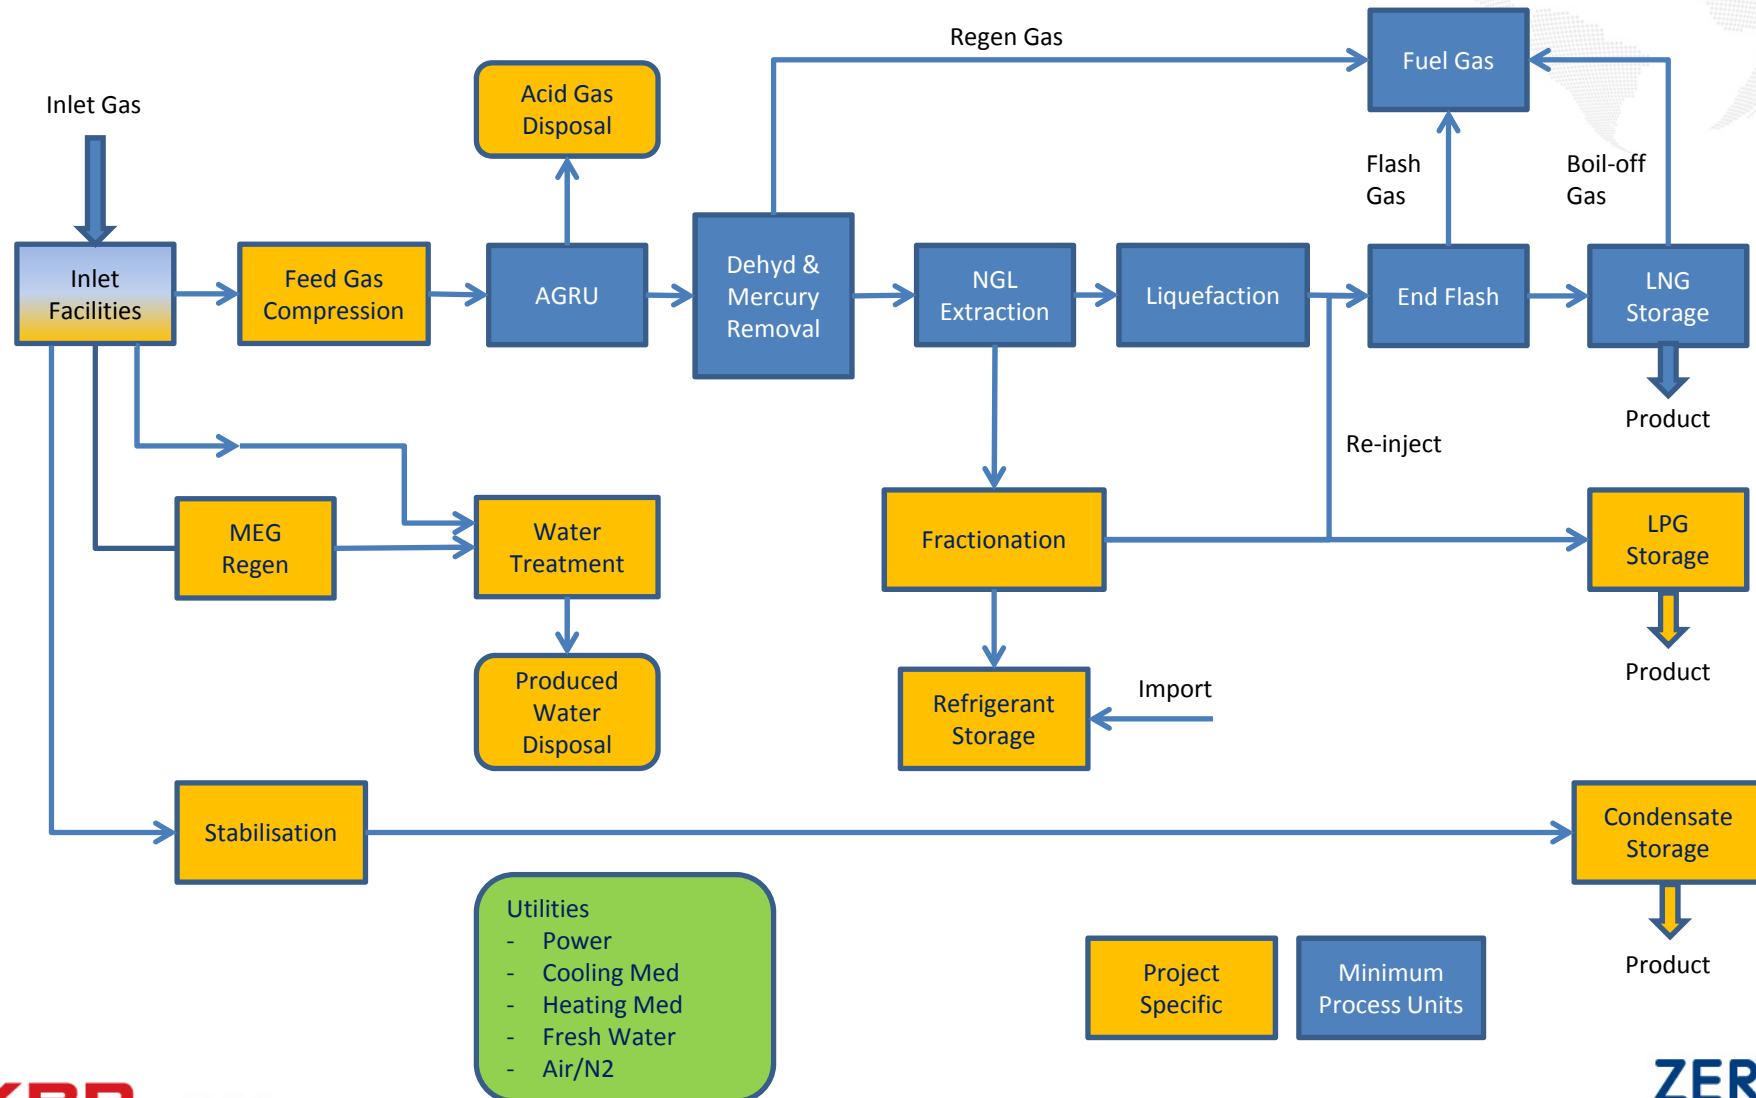 Regen Gas
Fuel Gas
Inlet Gas
Acid Gas
Disposal
Flash
Gas
Boil-off
Gas
Inlet
Facilities
Feed Gas
Compression
AGRU
Dehyd &
Mercury
Removal
NGL
Extraction
Liquefaction
End Flash
LNG
Storage
Product
Re-inject
MEG
Regen
Water
Treatment
Fractionation
LPG
Storage
Product
Produced
Water
Disposal
Refrigerant
Storage
Import
Stabilisation
Condensate
Storage
Product
Utilities
- Power
- Cooling Med
- Heating Med
- Fresh Water
- Air/N2
Project
Specific
Minimum
Process Units
ZER